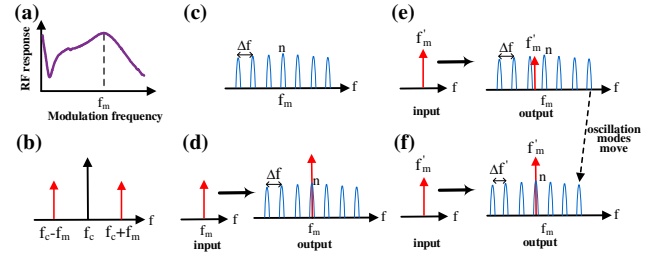 (a)
RF response
f_m
Modulation frequency
(b)
f_c-f_m
f_c
f_c+f_m
f
(c)
Δf
n
f
f_m
(d)
f
f_m
input
Δf
n
f
f_m
output
(e)
f'_m
f
input
Δf
f'_m
n
f
f_m
output
oscillation
modes
move
(f)
f'_m
f
input
Δf'
f'_m
n
f
f_m
output